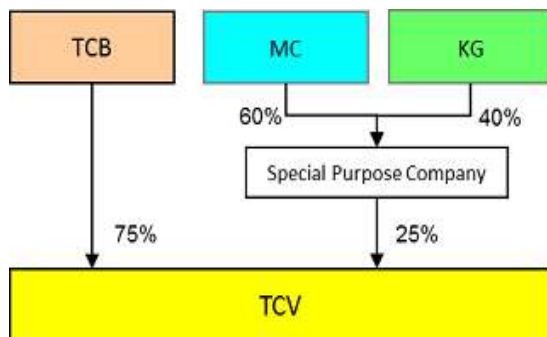 TCB
MC
KG
60%
40%
Special Purpose Company
75%
25%
TCV